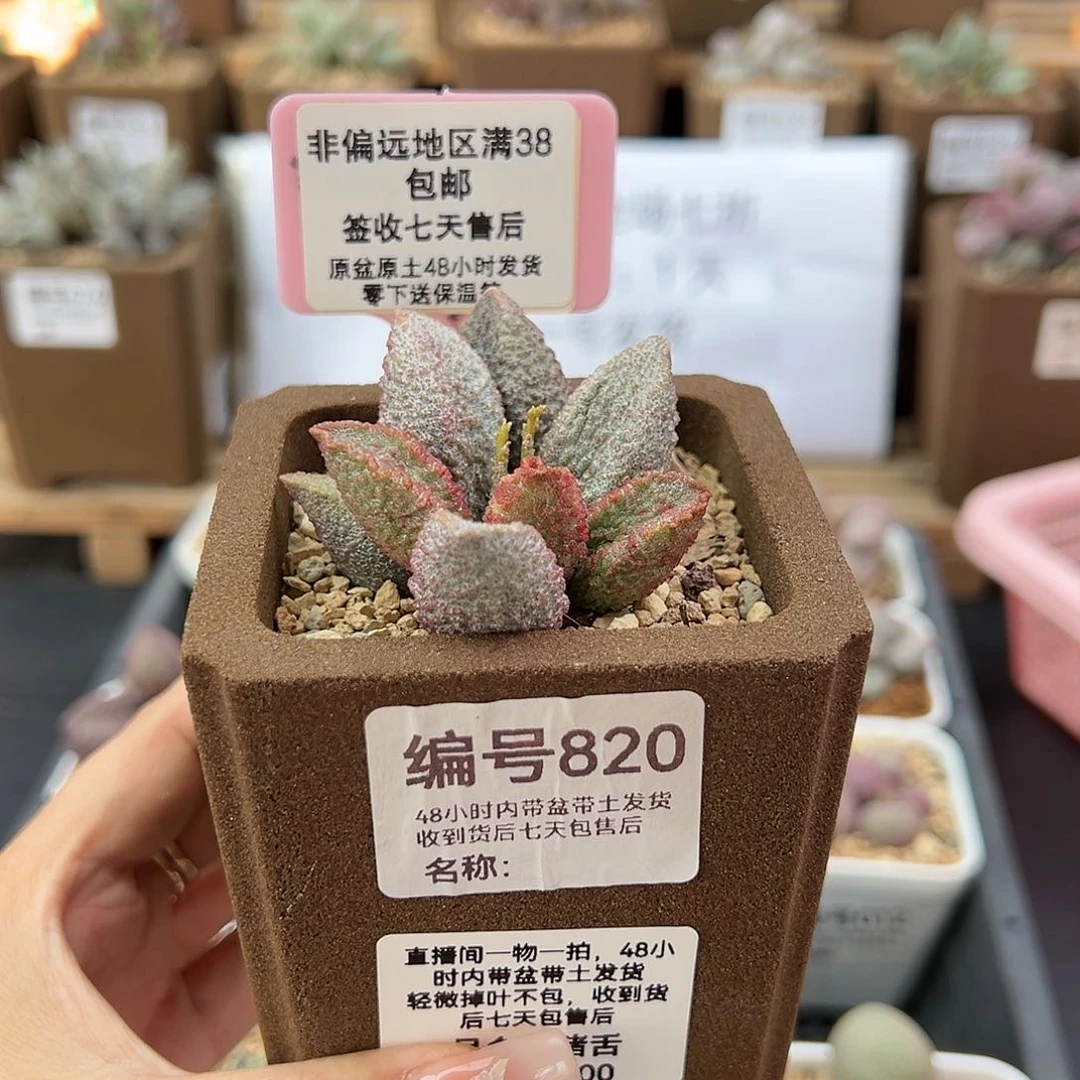 非偏远地区满38
包邮
签收七天售后
原盆原土48小时发货
零下送保温
编号820
48小时内带盆带土发货
收到货后七天包售后
名称：
直播间一物一拍，48小
时内带盆带土发货
轻微掉叶不包，收到货
后七天包售后
猪舌
00